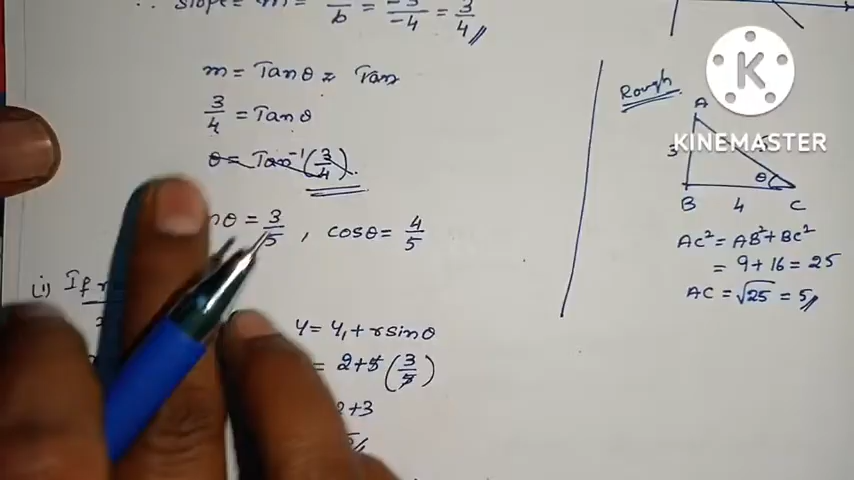 Slope = m = /b = -3/-4 = 3/4
m = Tanθ = Tan
3/4 = Tanθ
θ = Tan⁻¹(3/4).
nθ = 3/5 , cosθ = 4/5
(i) If
y = y₁ + r sinθ
= 2+5(3/5)
2+3
Rough
A
3
5
θ
B 4 C
AC² = AB² + BC²
= 9+16 = 25
AC = √25 = 5
K
KINEMASTER